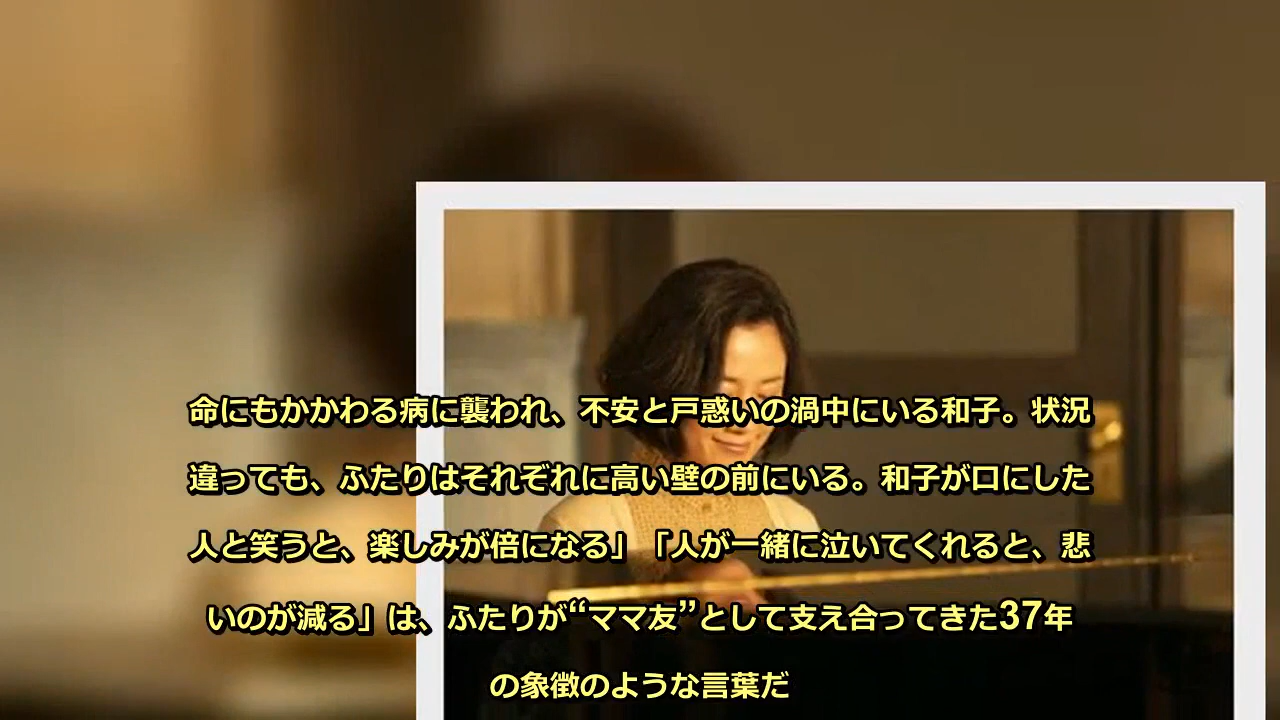 命にもかかわる病に襲われ、不安と戸惑いの渦中にいる和子。状況
違っても、ふたりはそれぞれに高い壁の前にいる。和子が口にした
人と笑うと、楽しみが倍になる」「人が一緒に泣いてくれると、悲
いのが減る」は、ふたりが“ママ友”として支え合ってきた37年
の象徴のような言葉だ